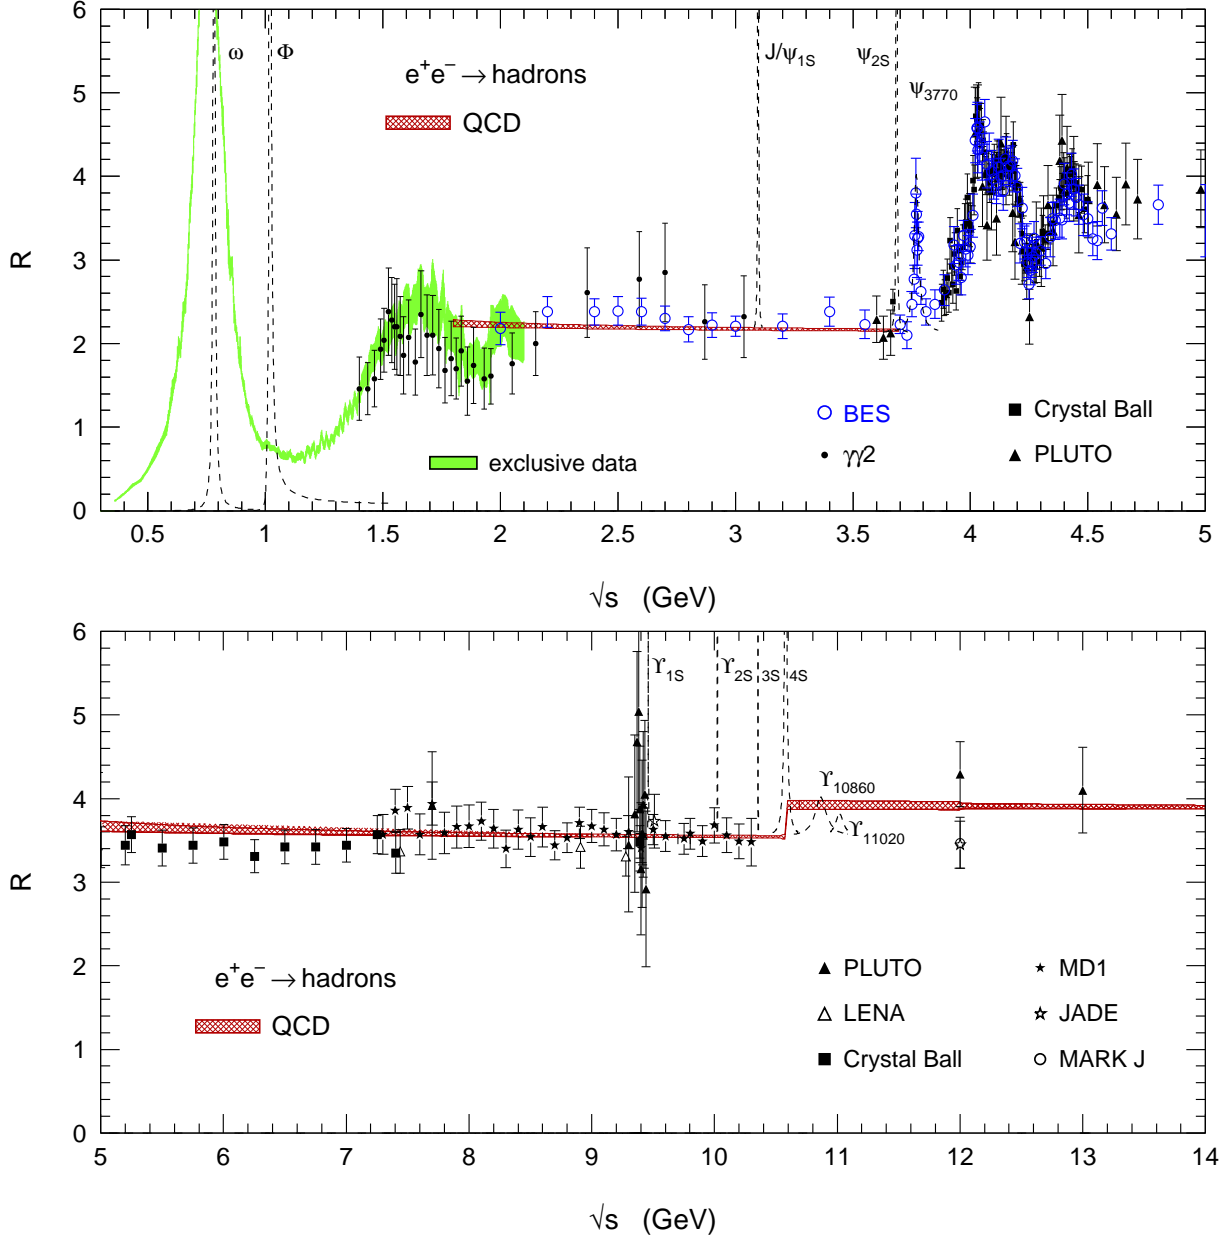 6
5
4
3
2
1
0
R
ω
Φ
J/ψ1S
ψ2S
ψ3770
e+e− → hadrons
QCD
BES
Crystal Ball
γγ2
PLUTO
exclusive data
0.5 1 1.5 2 2.5 3 3.5 4 4.5 5
√s (GeV)
6
5
4
3
2
1
0
R
ϒ1S
ϒ2S
3S
4S
ϒ10860
ϒ11020
e+e− → hadrons
QCD
PLUTO
MD1
LENA
JADE
Crystal Ball
MARK J
5 6 7 8 9 10 11 12 13 14
√s (GeV)